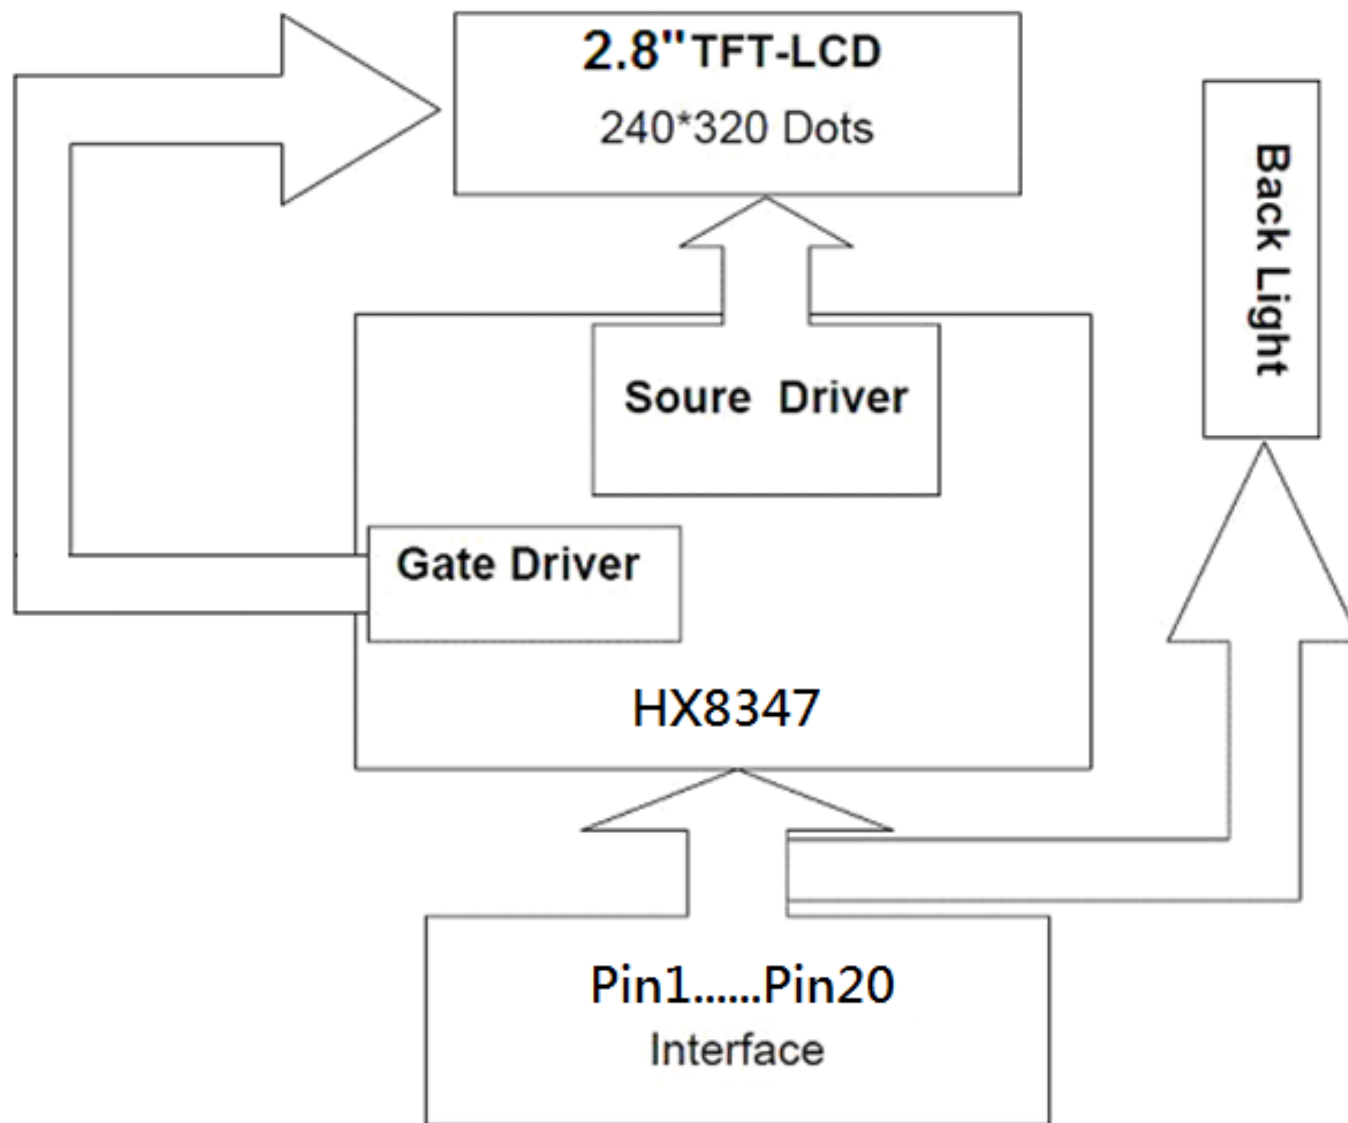 2.8" TFT-LCD
240*320 Dots
Back Light
Soure Driver
Gate Driver
HX8347
Pin1......Pin20
Interface